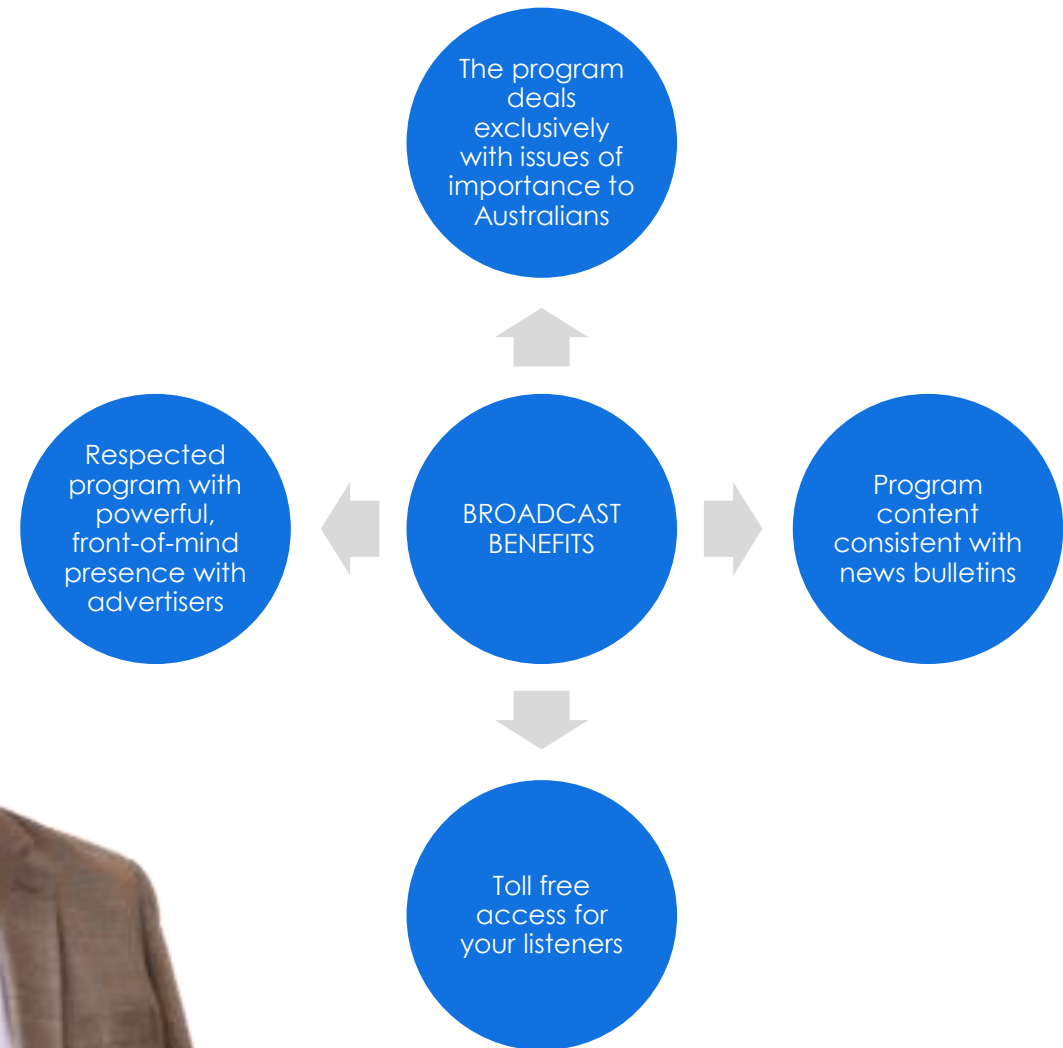 The program
deals
exclusively
with issues of
importance to
Australians
Respected
program with
powerful,
front-of-mind
presence with
advertisers
BROADCAST
BENEFITS
Program
content
consistent with
news bulletins
Toll free
access for
your listeners